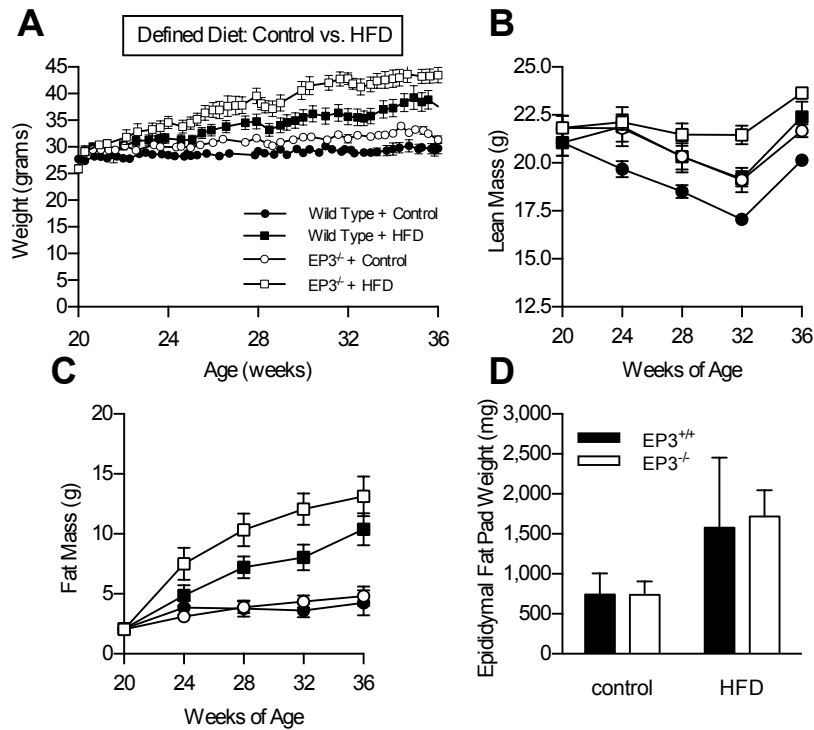 A
Defined Diet: Control vs. HFD
45
40
35
30
25
20
15
10
5
0
Weight (grams)
Wild Type + Control
Wild Type + HFD
EP3-/- + Control
EP3-/- + HFD
20 24 28 32 36
Age (weeks)
B
25.0
22.5
20.0
17.5
15.0
12.5
Lean Mass (g)
20 24 28 32 36
Weeks of Age
C
20
15
10
5
0
Fat Mass (g)
20 24 28 32 36
Weeks of Age
D
3,000
2,500
2,000
1,500
1,000
500
0
Epididymal Fat Pad Weight (mg)
EP3+/+
EP3-/-
control HFD